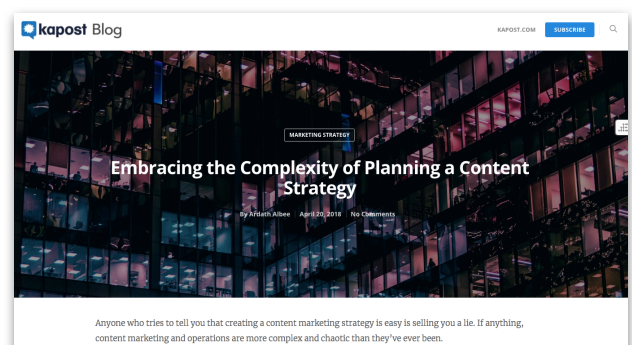 kapost Blog
KAPOST.COM
SUBSCRIBE
MARKETING STRATEGY
Embracing the Complexity of Planning a Content
Strategy
By Ardath Albee April 20, 2018 No Comments
Anyone who tries to tell you that creating a content marketing strategy is easy is selling you a lie. If anything,
content marketing and operations are more complex and chaotic than they've ever been.